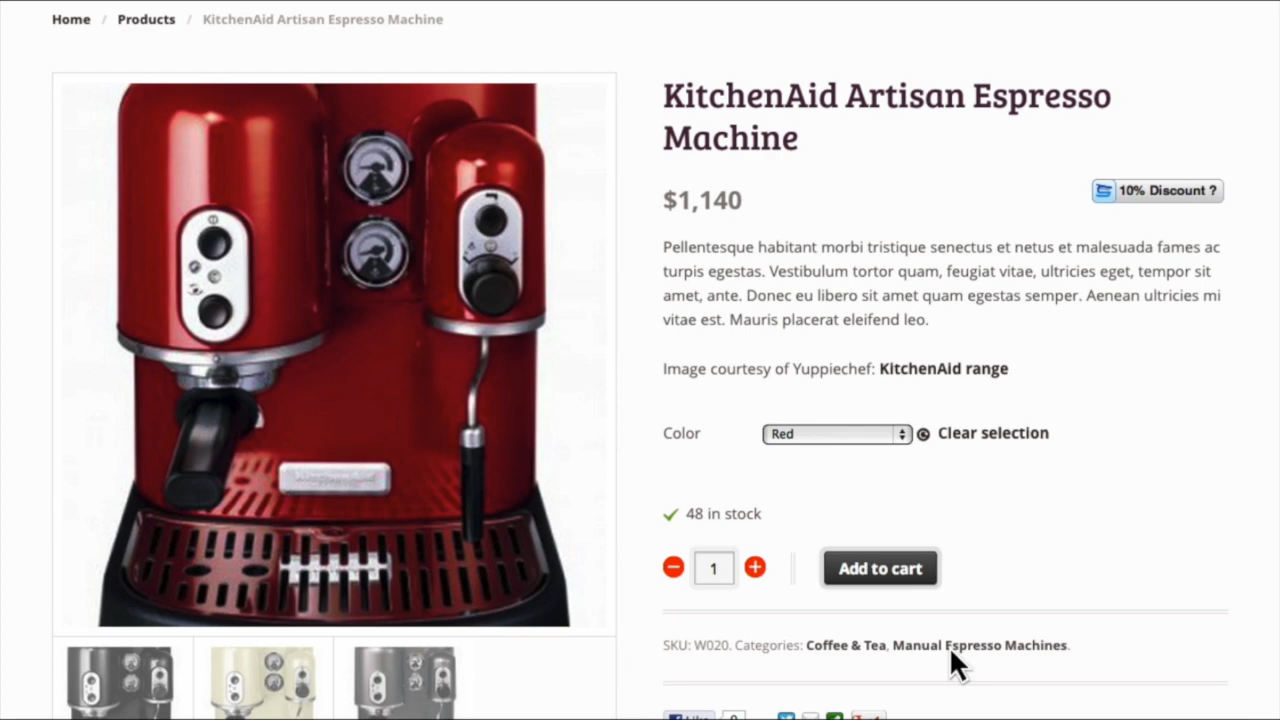 Home / Products / KitchenAid Artisan Espresso Machine
KitchenAid Artisan Espresso
Machine
$1,140
10% Discount ?
Pellentesque habitant morbi tristique senectus et netus et malesuada fames ac
turpis egestas. Vestibulum tortor quam, feugiat vitae, ultricies eget, tempor sit
amet, ante. Donec eu libero sit amet quam egestas semper. Aenean ultricies mi
vitae est. Mauris placerat eleifend leo.
Image courtesy of Yuppiechef: KitchenAid range
Color Red Clear selection
48 in stock
1 Add to cart
SKU: W020. Categories: Coffee & Tea, Manual Espresso Machines.